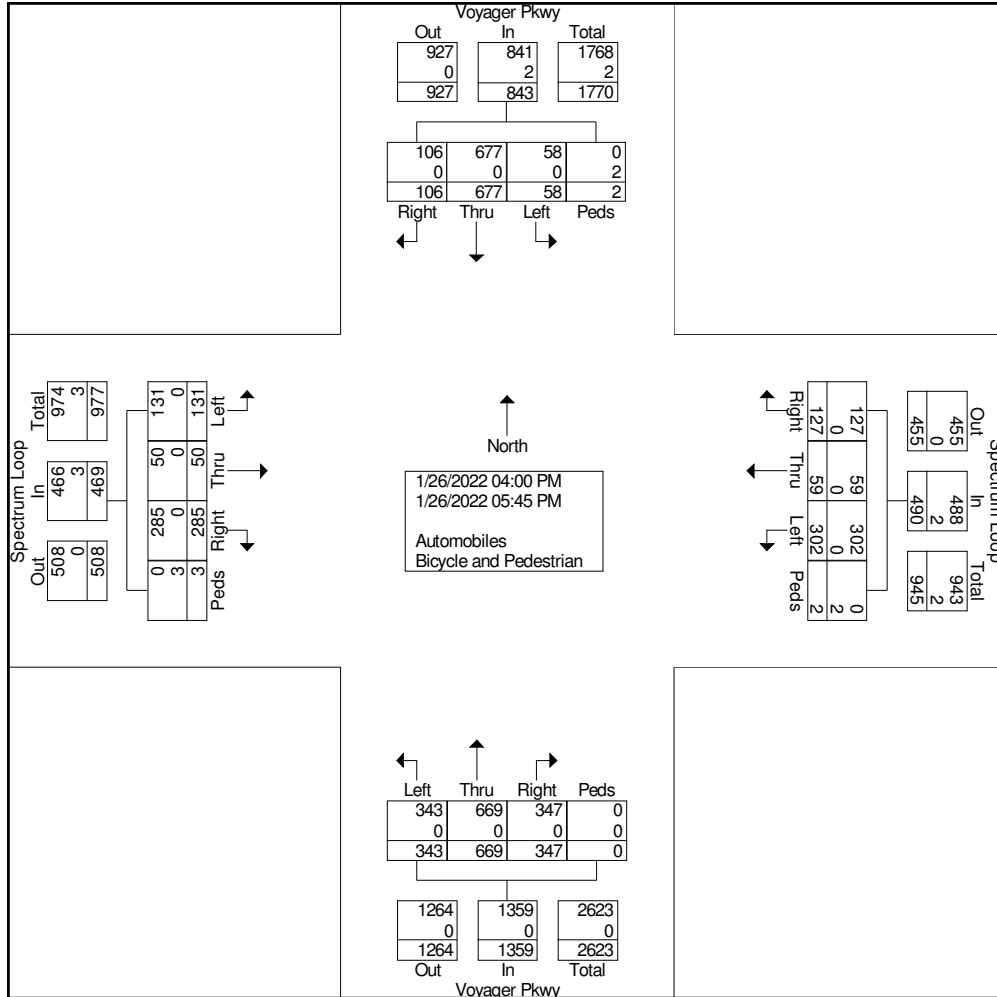 Voyager Pkwy
Out In Total
927 841 1768
0 2 2
927 843 1770
106 677 58 0
0 0 0 2
106 677 58 2
Right Thru Left Peds
Spectrum Loop
Total In Out
974 466 508
3 3 0
977 469 508
131 50 285 0
0 0 0 3
131 50 285 3
Left Thru Right Peds
North
1/26/2022 04:00 PM
1/26/2022 05:45 PM
Automobiles
Bicycle and Pedestrian
Right Thru Left Peds
127 59 302 2
0 0 0 2
127 59 302 0
455 490 945
0 2 2
455 488 943
Out In Total
Spectrum Loop
Left Thru Right Peds
343 669 347 0
0 0 0 0
343 669 347 0
1264 1359 2623
0 0 0
1264 1359 2623
Out In Total
Voyager Pkwy